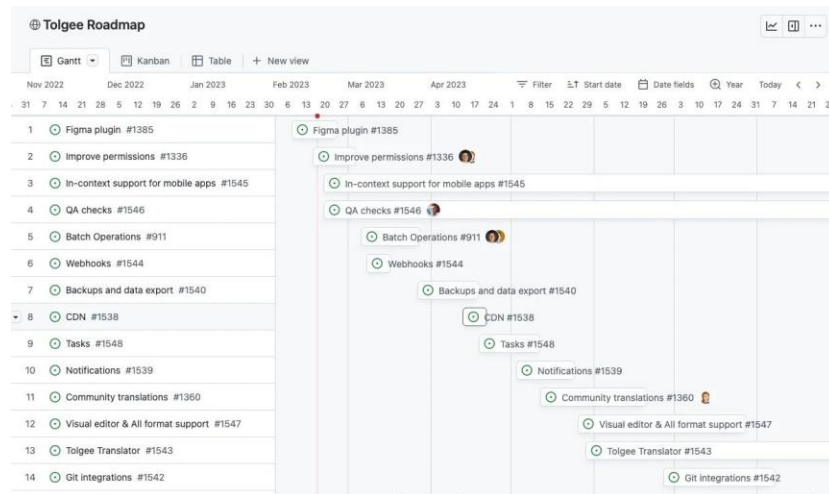 Tolgee Roadmap
Gantt Kanban Table + New view
Nov 2022 Dec 2022 Jan 2023 Feb 2023 Mar 2023 Apr 2023 Filter Start date Date fields Year Today
31 7 14 21 28 5 12 19 26 2 9 16 23 30 6 13 20 27 6 13 20 27 3 10 17 24 1 8 15 22 29 5 12 19 26 3 10 17 24 31 7 14 21
1 Figma plugin #1385 Figma plugin #1385
2 Improve permissions #1336 Improve permissions #1336
3 In-context support for mobile apps #1545 In-context support for mobile apps #1545
4 QA checks #1546 QA checks #1546
5 Batch Operations #911 Batch Operations #911
6 Webhooks #1544 Webhooks #1544
7 Backups and data export #1540 Backups and data export #1540
8 CDN #1538 CDN #1538
9 Tasks #1548 Tasks #1548
10 Notifications #1539 Notifications #1539
11 Community translations #1360 Community translations #1360
12 Visual editor & All format support #1547 Visual editor & All format support #1547
13 Tolgee Translator #1543 Tolgee Translator #1543
14 Git integrations #1542 Git integrations #1542